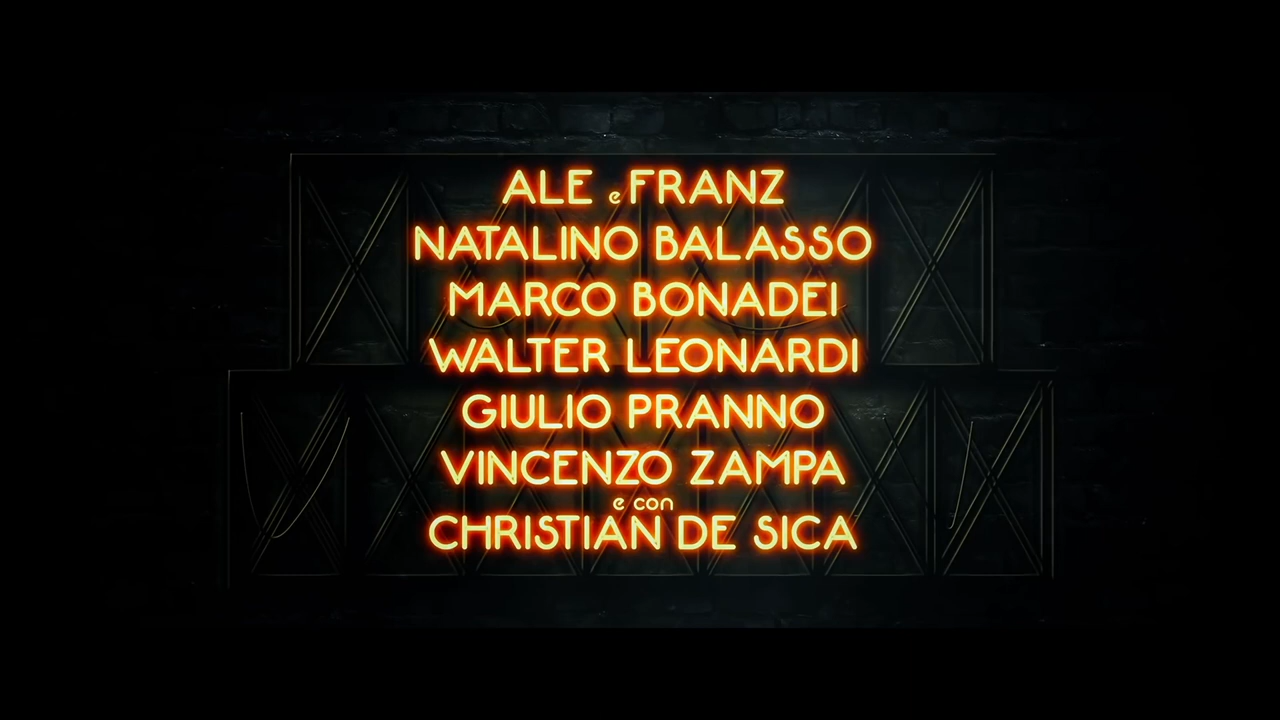 ALE e FRANZ
NATALINO BALASSO
MARCO BONADEI
WALTER LEONARDI
GIULIO PRANNO
VINCENZO ZAMPA
e con
CHRISTIAN DE SICA